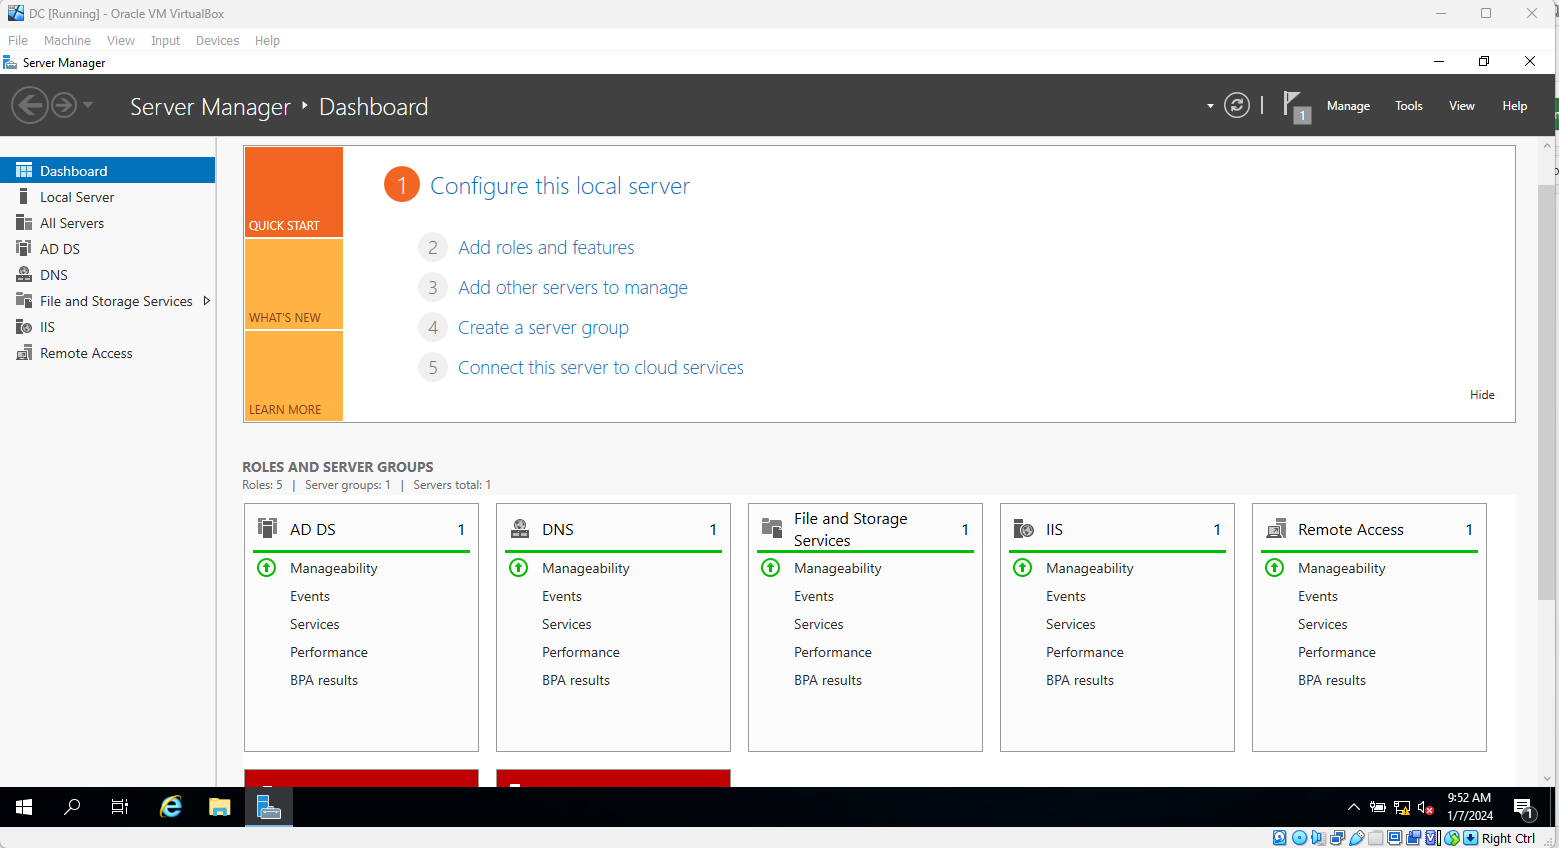 DC [Running] - Oracle VM VirtualBox
File Machine View Input Devices Help
Server Manager
Server Manager Dashboard
1 Manage Tools View Help
Dashboard
Local Server
All Servers
AD DS
DNS
File and Storage Services
IIS
Remote Access
QUICK START
WHAT'S NEW
LEARN MORE
1 Configure this local server
2 Add roles and features
3 Add other servers to manage
4 Create a server group
5 Connect this server to cloud services
Hide
ROLES AND SERVER GROUPS
Roles: 5 | Server groups: 1 | Servers total: 1
AD DS 1
Manageability
Events
Services
Performance
BPA results
DNS 1
Manageability
Events
Services
Performance
BPA results
File and Storage
Services 1
Manageability
Events
Services
Performance
BPA results
IIS 1
Manageability
Events
Services
Performance
BPA results
Remote Access 1
Manageability
Events
Services
Performance
BPA results
9:52 AM
1/7/2024
1
Right Ctrl